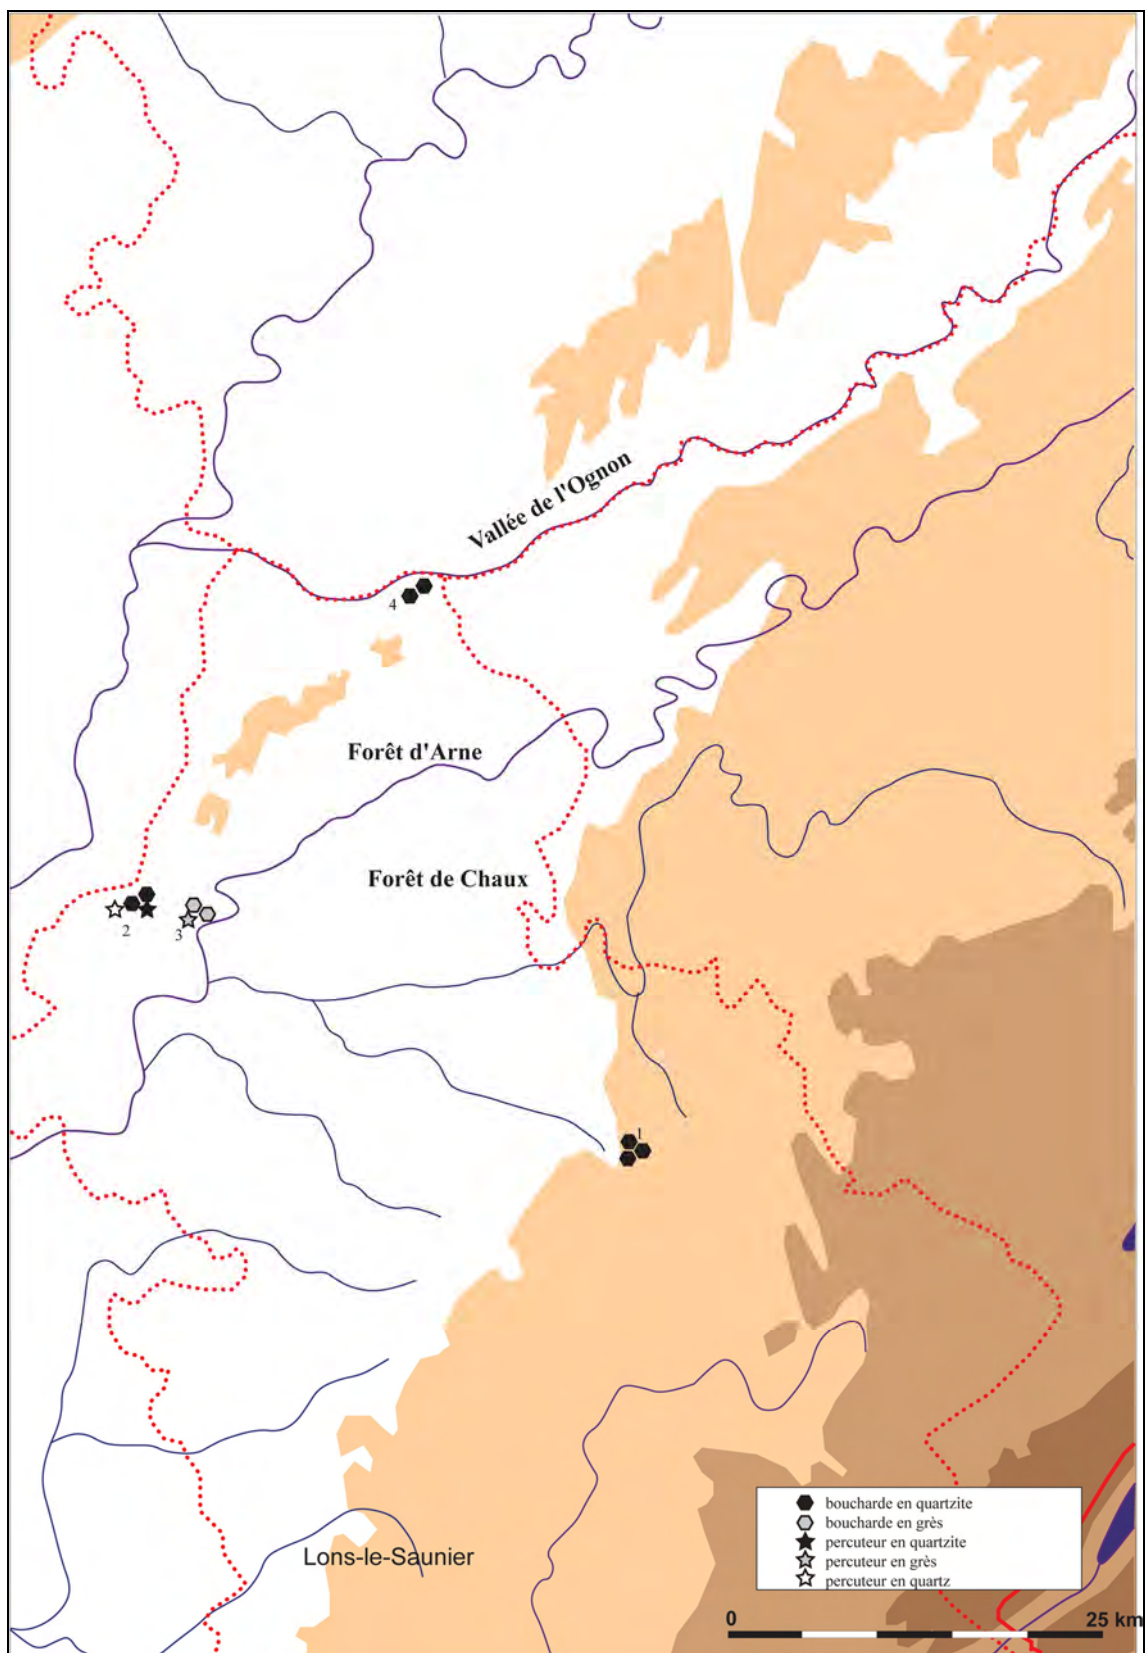 Vallée de l'Ognon
4
Forêt d'Arne
Forêt de Chaux
2
3
1
boucharde en quartzite
boucharde en grès
percuteur en quartzite
percuteur en grès
percuteur en quartz
Lons-le-Saunier
0 25 km